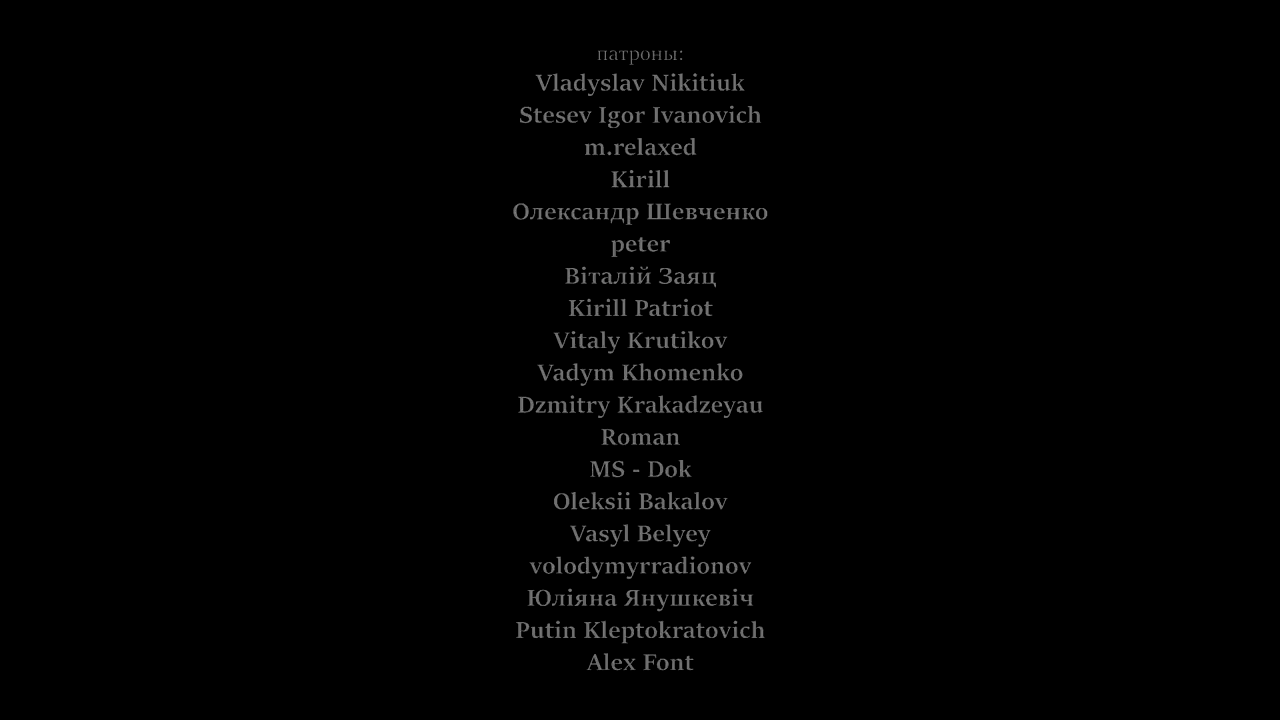 патроны:
Vladyslav Nikitiuk
Stesev Igor Ivanovich
m.relaxed
Kirill
Олександр Шевченко
peter
Віталій Заяц
Kirill Patriot
Vitaly Krutikov
Vadym Khomenko
Dzmitry Krakadzeyau
Roman
MS - Dok
Oleksii Bakalov
Vasyl Belyey
volodymyrradionov
Юліяна Янушкевіч
Putin Kleptokratovich
Alex Font